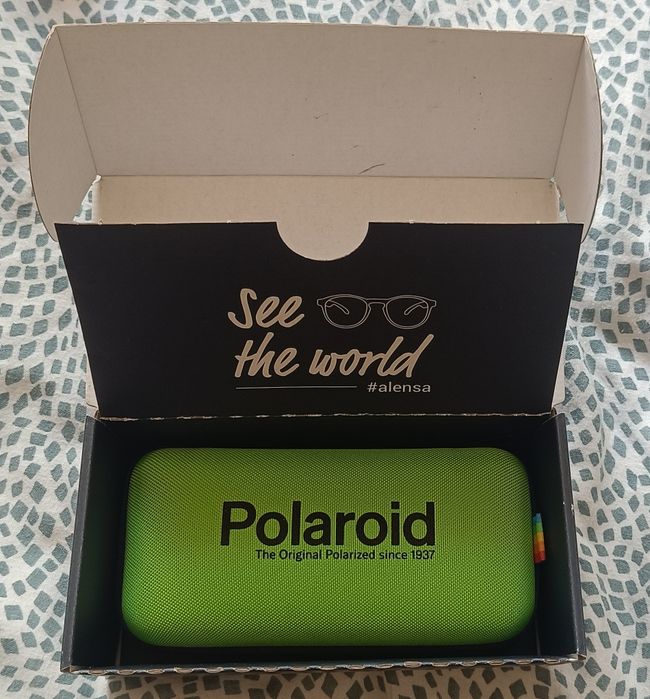 See
the world
#alensa
Polaroid
The Original Polarized since 1937